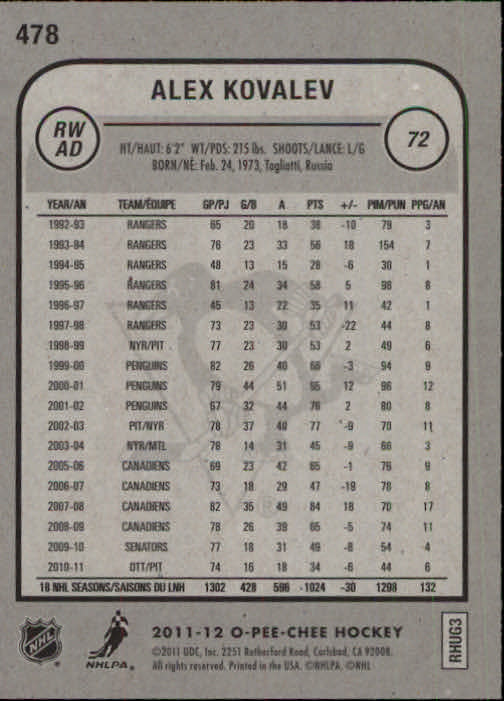 478
ALEX KOVALEV
RW
AD
72
HT/HAUT: 6'2" WT/PDS: 215 lbs. SHOOTS/LANCE: L/G
BORN/NÉ: Feb. 24, 1973, Togliatti, Russia
YEAR/AN TEAM/ÉQUIPE GP/PJ G/B A PTS +/- PIM/PUN PPG/AN
1992-93 RANGERS 65 20 18 38 -10 79 3
1993-94 RANGERS 76 23 33 56 18 154 7
1994-95 RANGERS 48 13 15 28 -6 30 1
1995-96 RANGERS 81 24 34 58 5 98 8
1996-97 RANGERS 45 13 22 35 11 42 1
1997-98 RANGERS 73 23 30 53 -22 44 8
1998-99 NYR/PIT 77 23 30 53 2 49 6
1999-00 PENGUINS 82 26 40 66 -3 94 9
2000-01 PENGUINS 79 44 51 95 12 96 12
2001-02 PENGUINS 67 32 44 76 2 80 8
2002-03 PIT/NYR 78 37 40 77 -9 70 11
2003-04 NYR/MTL 78 14 31 45 -9 66 3
2005-06 CANADIENS 69 23 42 65 -1 76 9
2006-07 CANADIENS 73 18 29 47 -19 78 8
2007-08 CANADIENS 82 35 49 84 18 70 17
2008-09 CANADIENS 78 26 39 65 -5 74 11
2009-10 SENATORS 77 18 31 49 -8 54 4
2010-11 OTT/PIT 74 16 18 34 -6 44 6
18 NHL SEASONS/SAISONS DU LNH 1302 428 596 1024 -30 1298 132
NHL
NHLPA.
2011-12 O-PEE-CHEE HOCKEY
©2011 UDC, Inc. 2251 Rutherford Road, Carlsbad, CA 92008.
All rights reserved. Printed in the USA. ©NHLPA. ©NHL
RHUG3